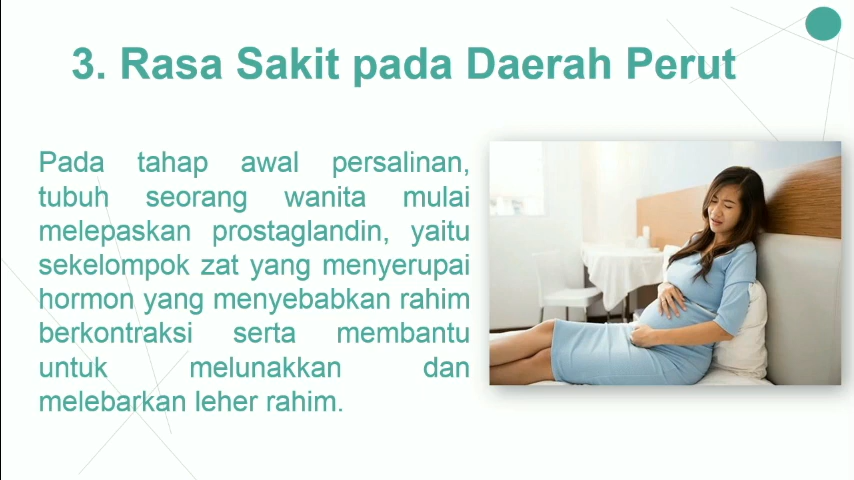 3. Rasa Sakit pada Daerah Perut
Pada tahap awal persalinan,
tubuh seorang wanita mulai
melepaskan prostaglandin, yaitu
sekelompok zat yang menyerupai
hormon yang menyebabkan rahim
berkontraksi serta membantu
untuk melunakkan dan
melebarkan leher rahim.